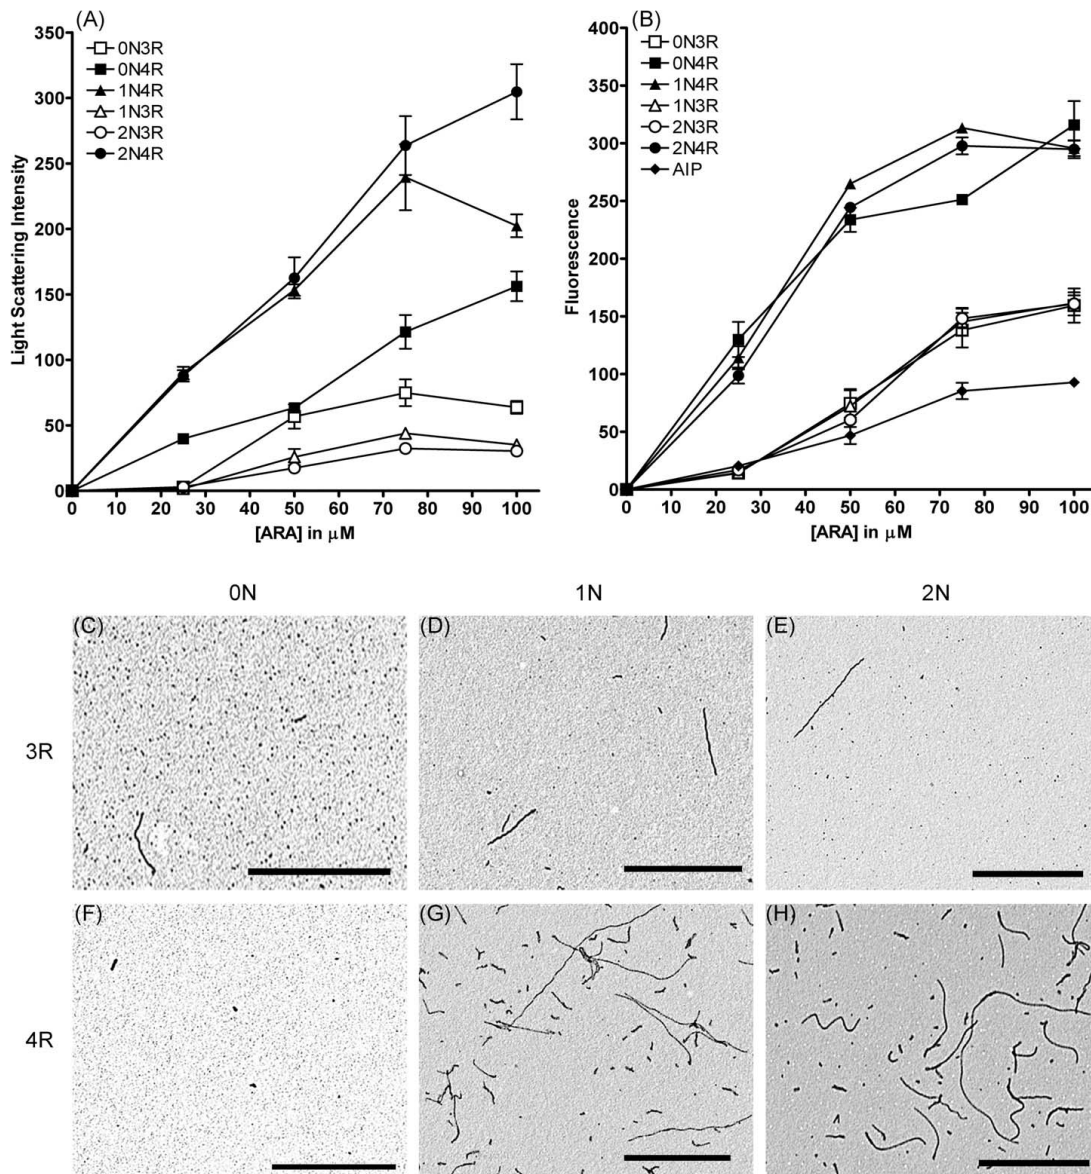 (A)
350
300
250
200
150
100
50
0
Light Scattering Intensity
0N3R
0N4R
1N4R
1N3R
2N3R
2N4R
0 10 20 30 40 50 60 70 80 90 100
[ARA] in μM
(B)
400
350
300
250
200
150
100
50
0
Fluorescence
0N3R
0N4R
1N4R
1N3R
2N3R
2N4R
AIP
0 10 20 30 40 50 60 70 80 90 100
[ARA] in μM
0N 1N 2N
3R
(C) (D) (E)
4R
(F) (G) (H)